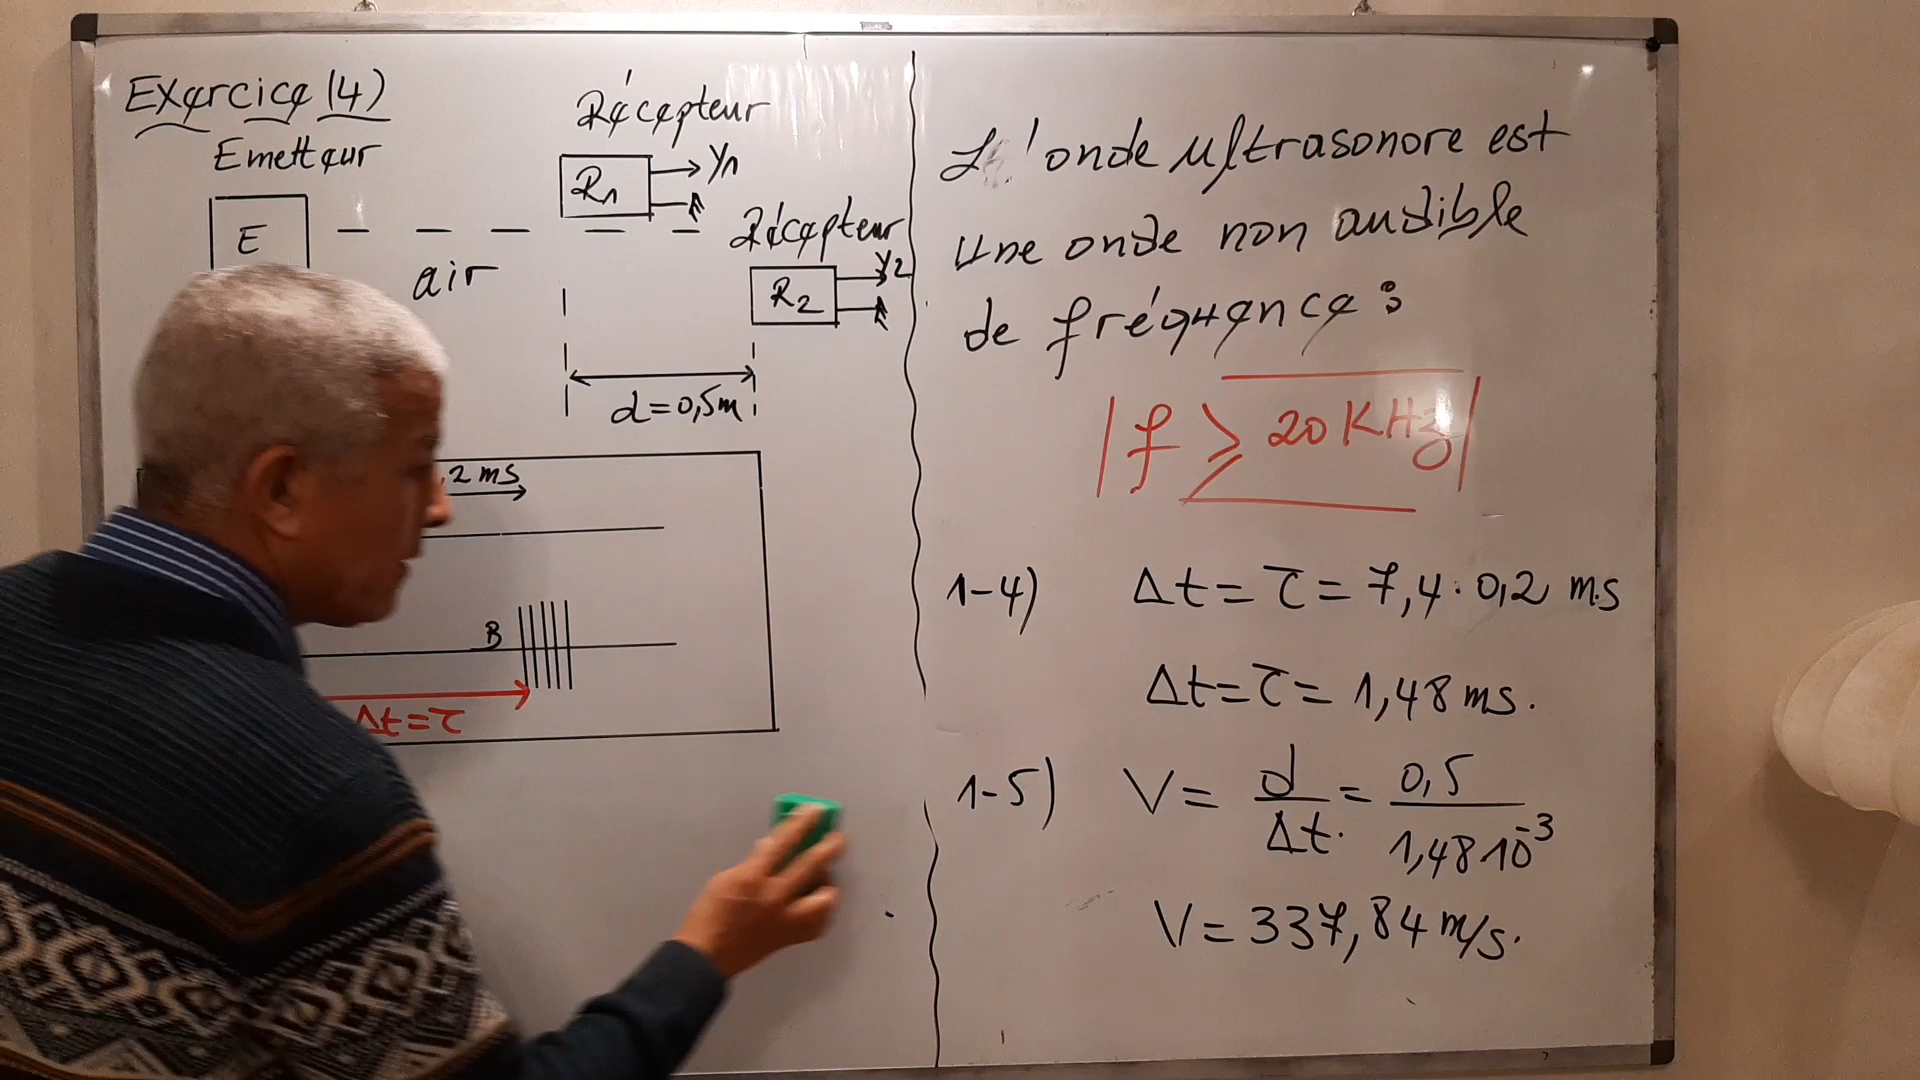 Exercice (4)
Emetteur
Récepteur
E
R1
Y1
Récepteur
air
R2
Y2
d=0,5m
,2 ms
B
Δt=τ
L'onde ultrasonore est
une onde non audible
de fréquence :
f ⩾ 20 KHz
1-4) Δt = τ = 7,4 · 0,2 ms
Δt = τ = 1,48 ms.
1-5) V = d/Δt. = 0,5/1,48 10⁻³
V = 337,84 m/s.